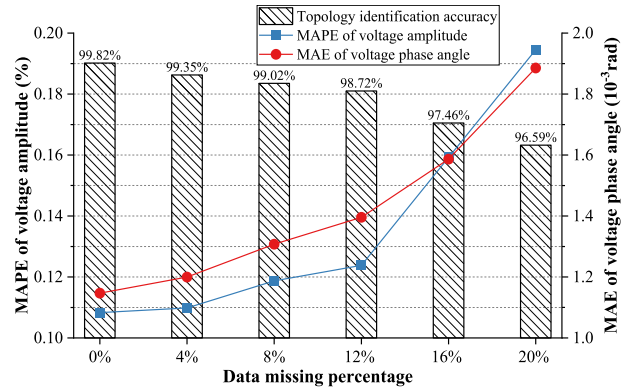 Topology identification accuracy
MAPE of voltage amplitude
MAE of voltage phase angle
0.20
0.18
0.16
0.14
0.12
0.10
MAPE of voltage amplitude (%)
99.82%
99.35%
99.02%
98.72%
97.46%
96.59%
2.0
1.8
1.6
1.4
1.2
1.0
MAE of voltage phase angle (10⁻³rad)
0% 4% 8% 12% 16% 20%
Data missing percentage